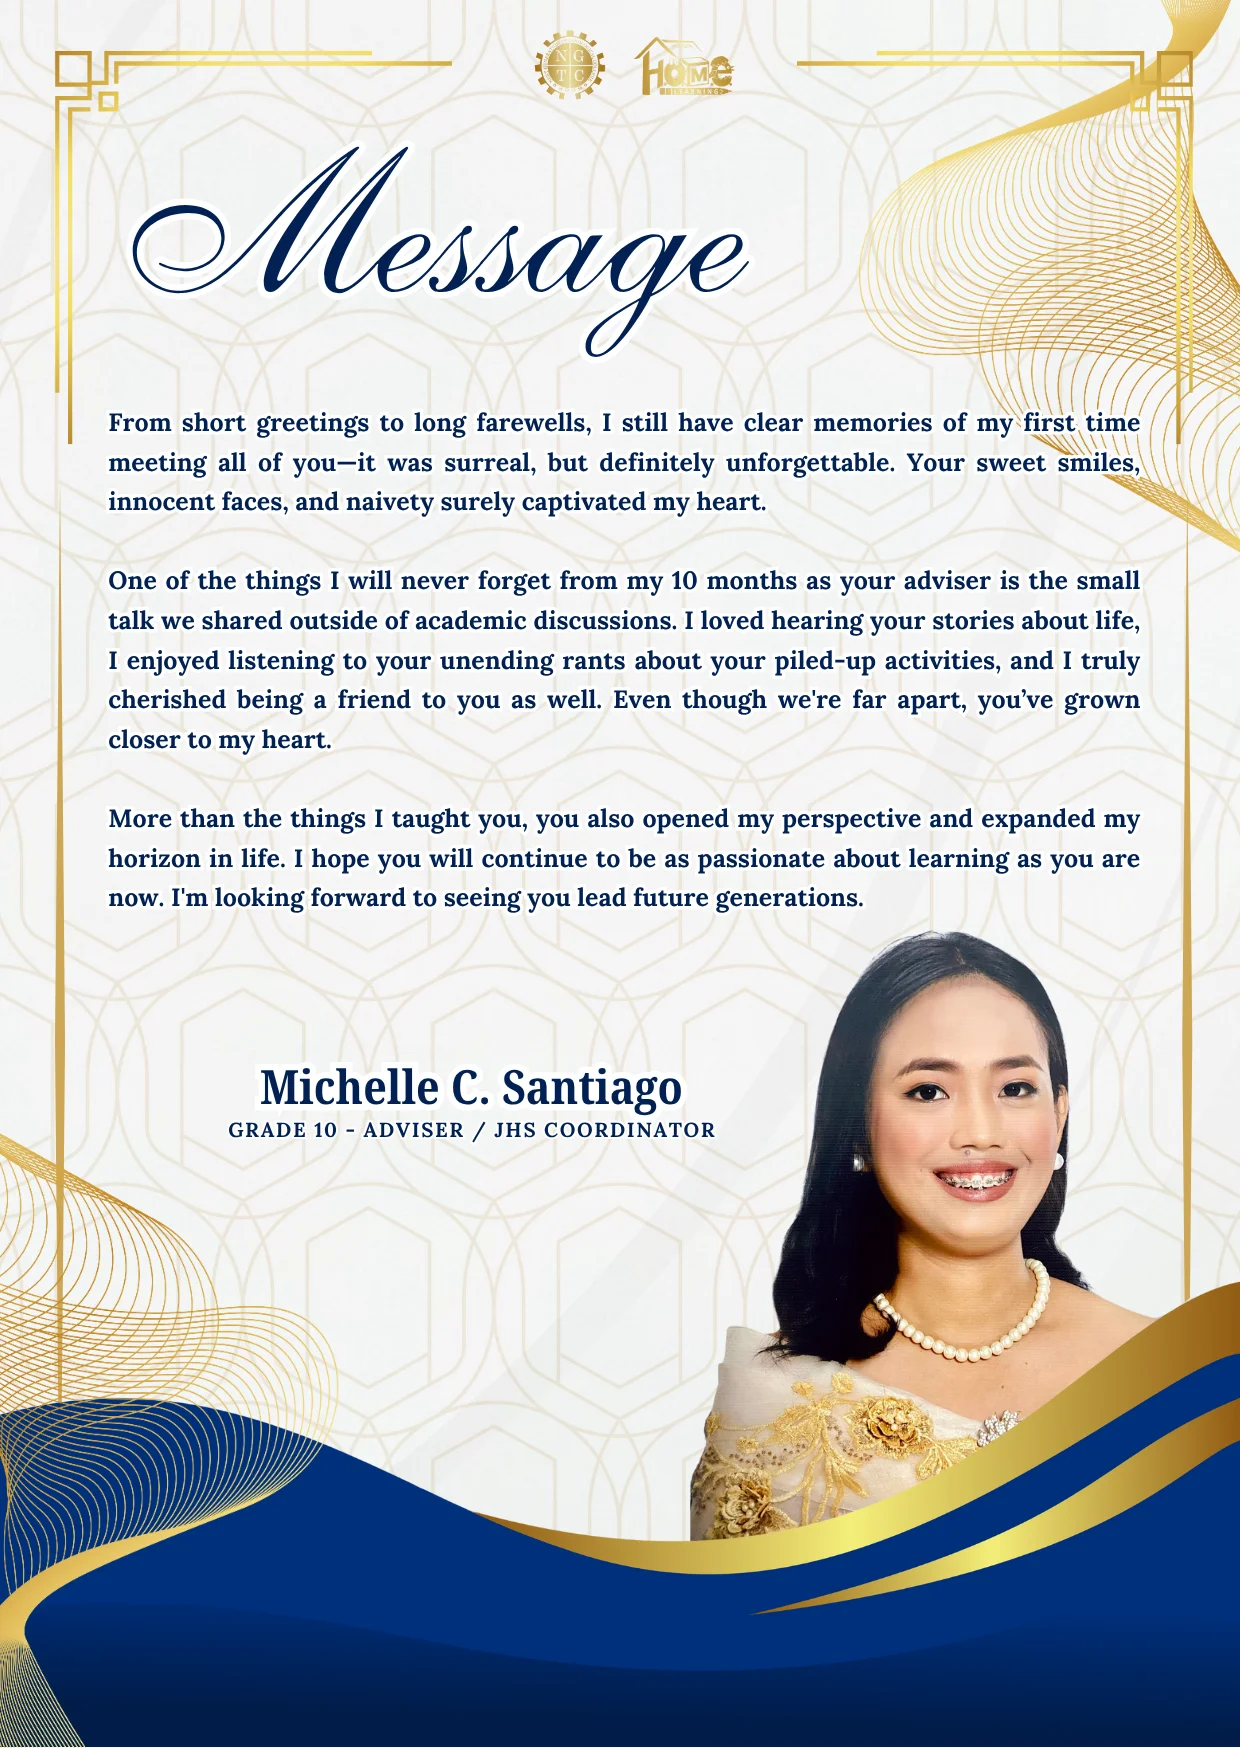 NG
TC
HOME
LEARNING
Message
From short greetings to long farewells, I still have clear memories of my first time
meeting all of you—it was surreal, but definitely unforgettable. Your sweet smiles,
innocent faces, and naivety surely captivated my heart.
One of the things I will never forget from my 10 months as your adviser is the small
talk we shared outside of academic discussions. I loved hearing your stories about life,
I enjoyed listening to your unending rants about your piled-up activities, and I truly
cherished being a friend to you as well. Even though we're far apart, you’ve grown
closer to my heart.
More than the things I taught you, you also opened my perspective and expanded my
horizon in life. I hope you will continue to be as passionate about learning as you are
now. I'm looking forward to seeing you lead future generations.
Michelle C. Santiago
GRADE 10 - ADVISER / JHS COORDINATOR